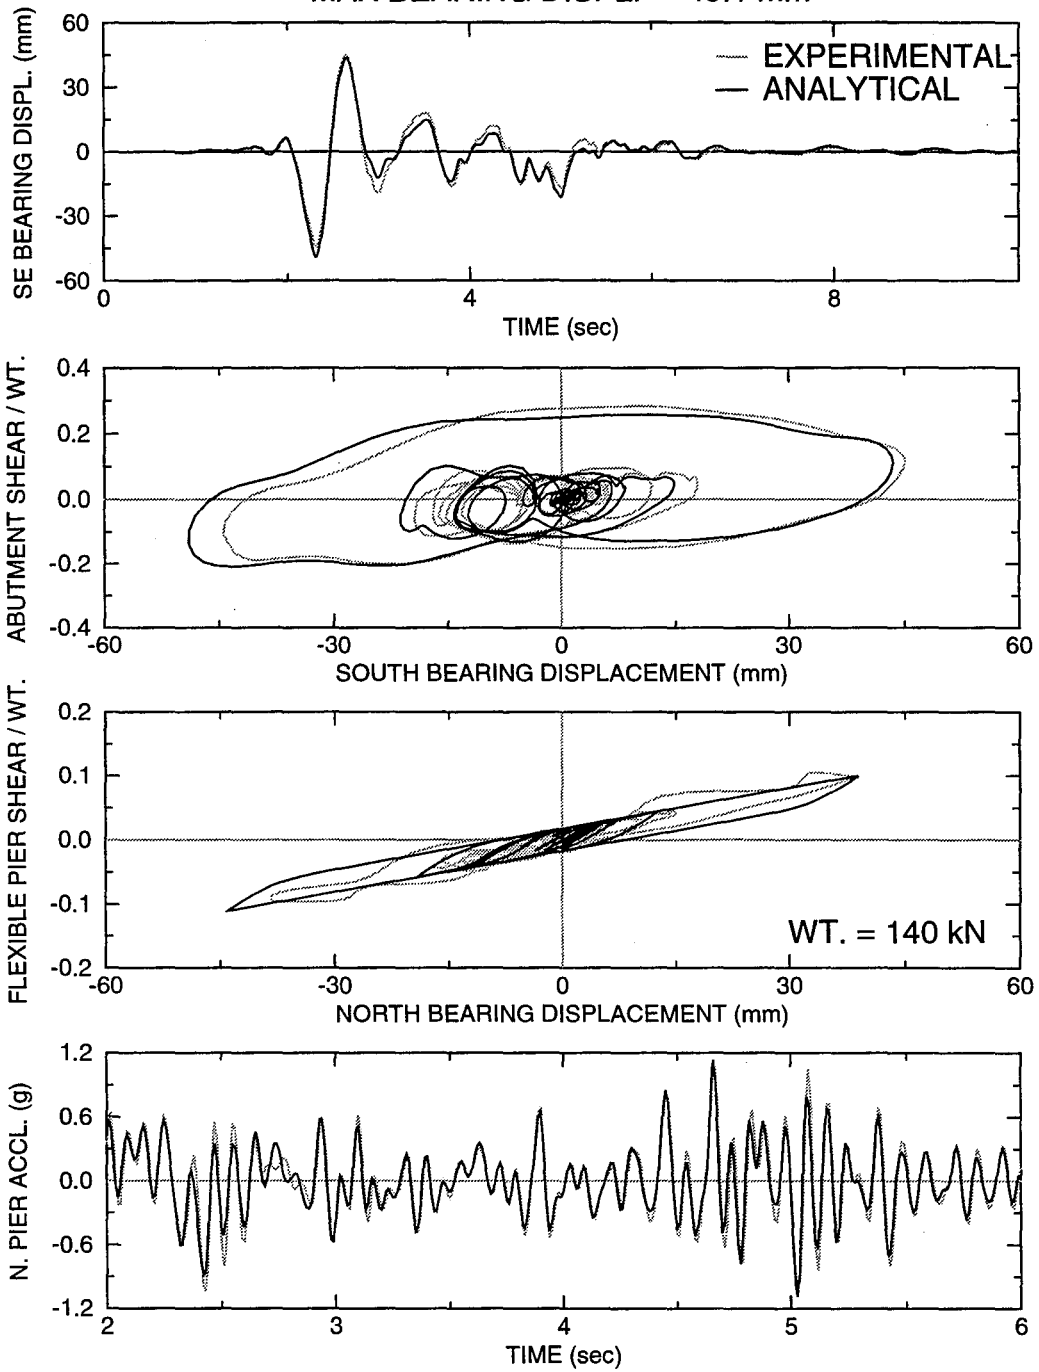 60
30
0
-30
-60
SE BEARING DISPL. (mm)
EXPERIMENTAL
ANALYTICAL
0 4 8
TIME (sec)
0.4
0.2
0.0
-0.2
-0.4
ABUTMENT SHEAR / WT.
-60 -30 0 30 60
SOUTH BEARING DISPLACEMENT (mm)
0.2
0.1
0.0
-0.1
-0.2
FLEXIBLE PIER SHEAR / WT.
WT. = 140 kN
-60 -30 0 30 60
NORTH BEARING DISPLACEMENT (mm)
1.2
0.6
0.0
-0.6
-1.2
N. PIER ACCL. (g)
2 3 4 5 6
TIME (sec)